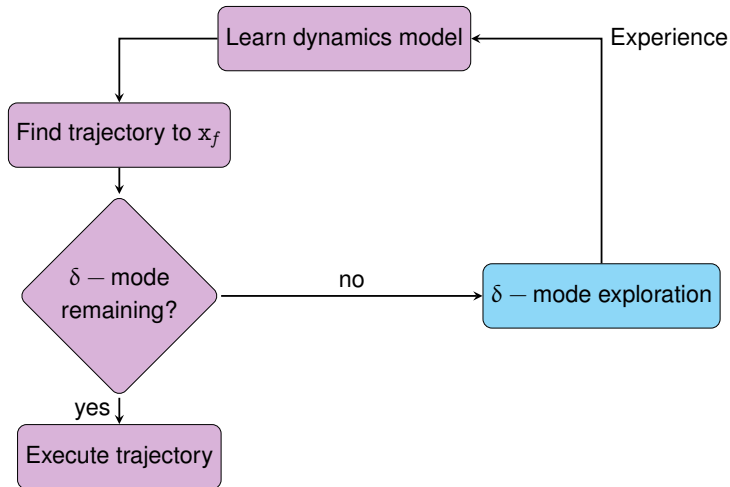 Learn dynamics model
Experience
Find trajectory to x_f
δ − mode
remaining?
no
δ − mode exploration
yes
Execute trajectory